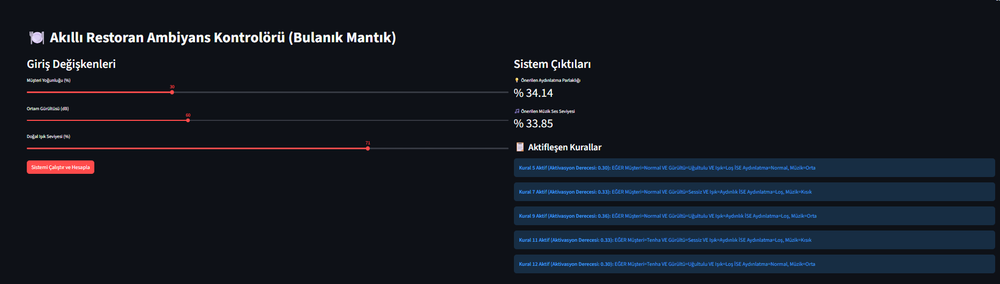 Akıllı Restoran Ambiyans Kontrolörü (Bulanık Mantık)
Giriş Değişkenleri
Müşteri Yoğunluğu (%)
30
Ortam Gürültüsü (dB)
60
Doğal Işık Seviyesi (%)
71
Sistemi Çalıştır ve Hesapla
Sistem Çıktıları
Önerilen Aydınlatma Parlaklığı
% 34.14
Önerilen Müzik Ses Seviyesi
% 33.85
Aktifleşen Kurallar
Kural 5 Aktif (Aktivasyon Derecesi: 0.30): EĞER Müşteri=Normal VE Gürültü=Uğultulu VE Işık=Loş İSE Aydınlatma=Normal, Müzik=Orta
Kural 7 Aktif (Aktivasyon Derecesi: 0.33): EĞER Müşteri=Normal VE Gürültü=Sessiz VE Işık=Aydınlık İSE Aydınlatma=Loş, Müzik=Kısık
Kural 9 Aktif (Aktivasyon Derecesi: 0.36): EĞER Müşteri=Normal VE Gürültü=Uğultulu VE Işık=Aydınlık İSE Aydınlatma=Loş, Müzik=Orta
Kural 11 Aktif (Aktivasyon Derecesi: 0.33): EĞER Müşteri=Tenha VE Gürültü=Sessiz VE Işık=Aydınlık İSE Aydınlatma=Loş, Müzik=Kısık
Kural 12 Aktif (Aktivasyon Derecesi: 0.30): EĞER Müşteri=Tenha VE Gürültü=Uğultulu VE Işık=Loş İSE Aydınlatma=Normal, Müzik=Orta